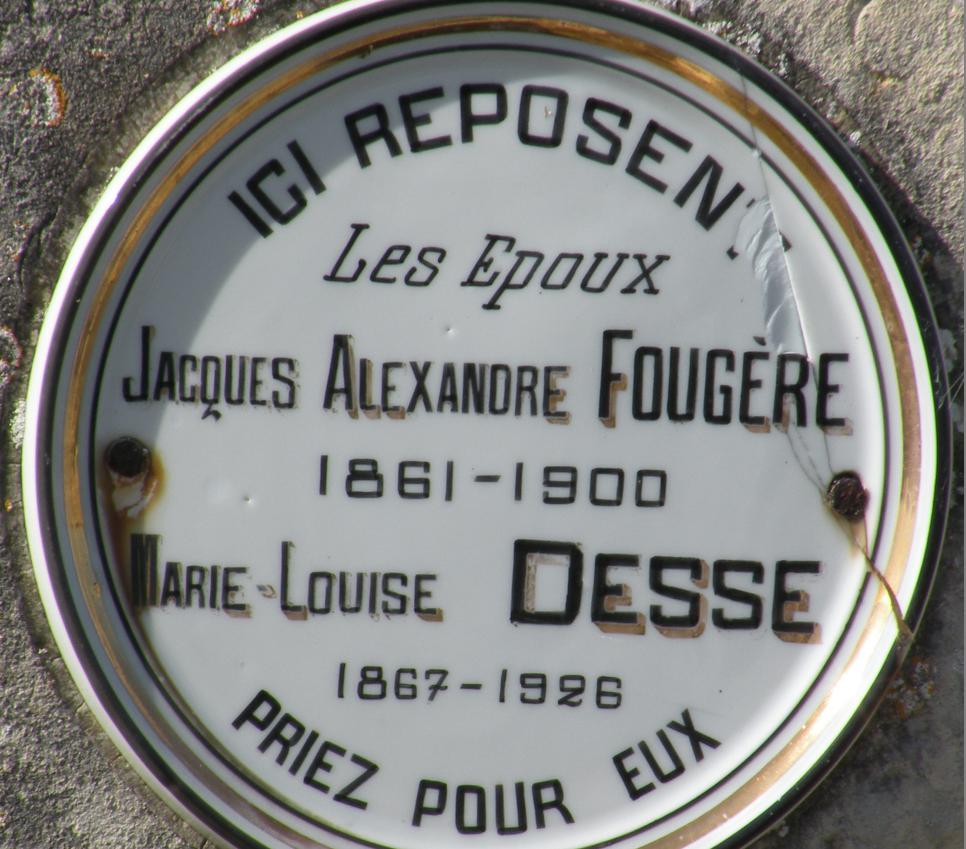 ICI REPOSENT
Les Epoux
JACQUES ALEXANDRE FOUGÈRE
1861-1900
MARIE-LOUISE DESSE
1867-1926
PRIEZ POUR EUX